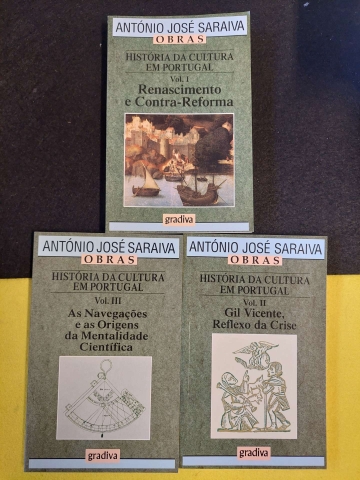 ANTÓNIO JOSÉ SARAIVA
OBRAS
HISTÓRIA DA CULTURA
EM PORTUGAL
Vol. I
Renascimento
e Contra-Reforma
gradiva
ANTÓNIO JOSÉ SARAIVA
OBRAS
HISTÓRIA DA CULTURA
EM PORTUGAL
Vol. III
As Navegações
e as Origens
da Mentalidade
Científica
gradiva
ANTÓNIO JOSÉ SARAIVA
OBRAS
HISTÓRIA DA CULTURA
EM PORTUGAL
Vol. II
Gil Vicente,
Reflexo da Crise
gradiva